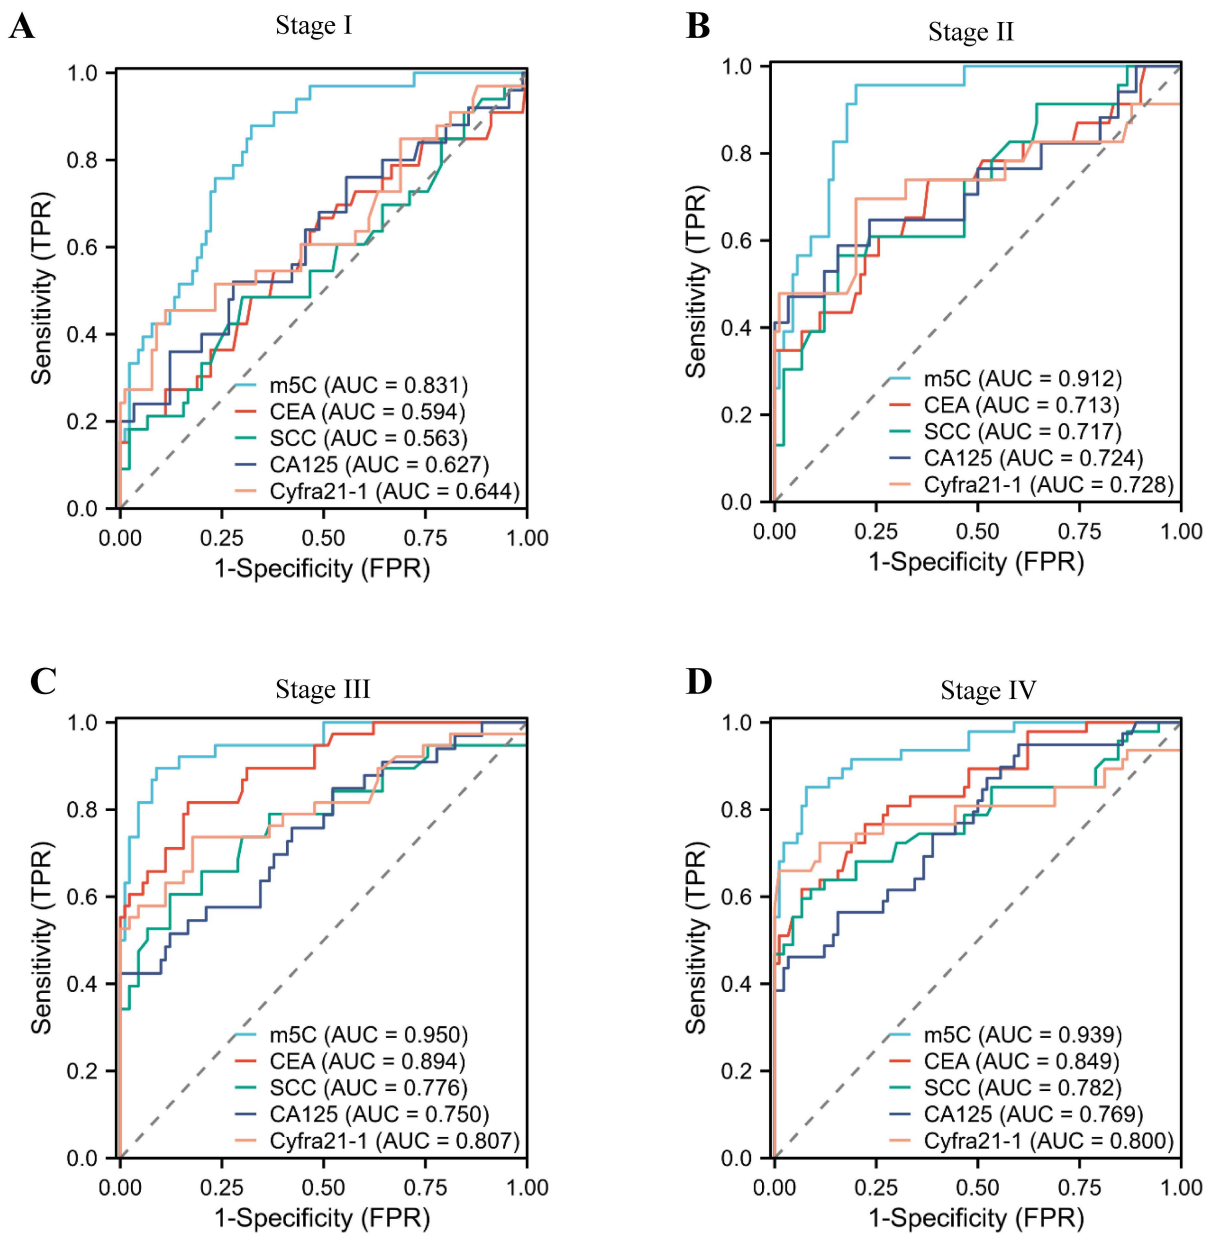 A
Stage I
1.0
0.8
0.6
0.4
0.2
0.0
Sensitivity (TPR)
m5C (AUC = 0.831)
CEA (AUC = 0.594)
SCC (AUC = 0.563)
CA125 (AUC = 0.627)
Cyfra21-1 (AUC = 0.644)
0.00 0.25 0.50 0.75 1.00
1-Specificity (FPR)
B
Stage II
1.0
0.8
0.6
0.4
0.2
0.0
Sensitivity (TPR)
m5C (AUC = 0.912)
CEA (AUC = 0.713)
SCC (AUC = 0.717)
CA125 (AUC = 0.724)
Cyfra21-1 (AUC = 0.728)
0.00 0.25 0.50 0.75 1.00
1-Specificity (FPR)
C
Stage III
1.0
0.8
0.6
0.4
0.2
0.0
Sensitivity (TPR)
m5C (AUC = 0.950)
CEA (AUC = 0.894)
SCC (AUC = 0.776)
CA125 (AUC = 0.750)
Cyfra21-1 (AUC = 0.807)
0.00 0.25 0.50 0.75 1.00
1-Specificity (FPR)
D
Stage IV
1.0
0.8
0.6
0.4
0.2
0.0
Sensitivity (TPR)
m5C (AUC = 0.939)
CEA (AUC = 0.849)
SCC (AUC = 0.782)
CA125 (AUC = 0.769)
Cyfra21-1 (AUC = 0.800)
0.00 0.25 0.50 0.75 1.00
1-Specificity (FPR)